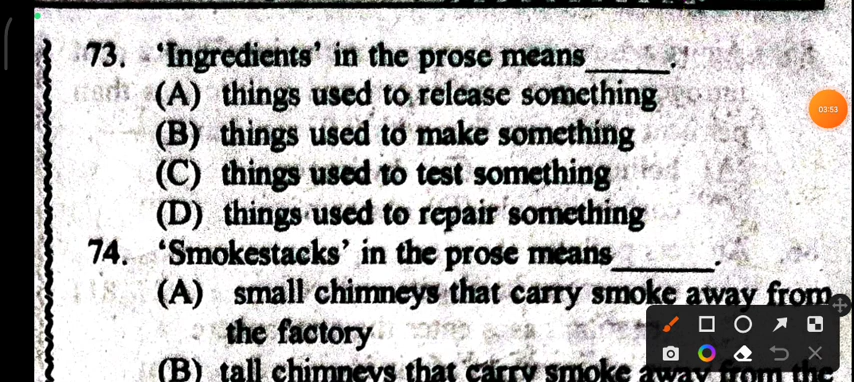 73. ‘Ingredients’ in the prose means______.
(A) things used to release something
(B) things used to make something
(C) things used to test something
(D) things used to repair something
74. ‘Smokestacks’ in the prose means_______.
(A) small chimneys that carry smoke away from
the factory
(B) tall chimneys that carry smoke away from the
03:53